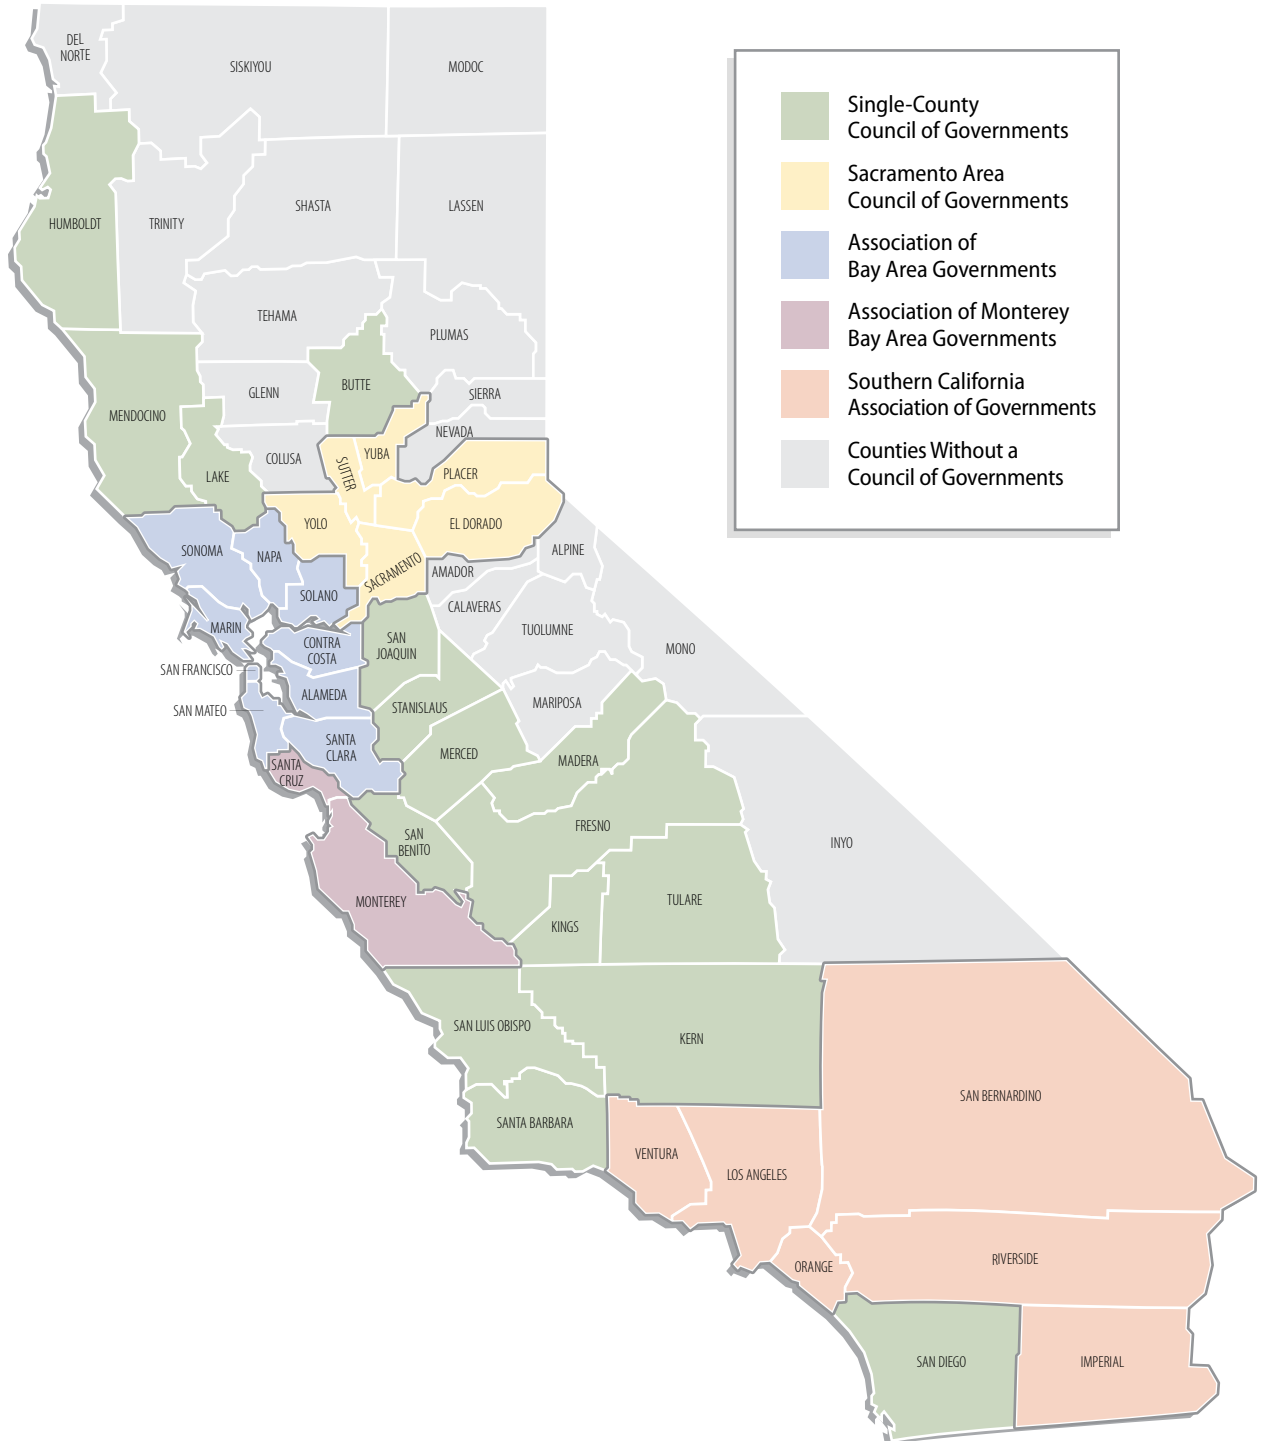 DEL
NORTE
SISKIYOU
MODOC
HUMBOLDT
TRINITY
SHASTA
LASSEN
TEHAMA
PLUMAS
MENDOCINO
GLENN
BUTTE
SIERRA
NEVADA
LAKE
COLUSA
SUTTER
YUBA
PLACER
YOLO
EL DORADO
SONOMA
NAPA
SACRAMENTO
ALPINE
AMADOR
SOLANO
CALAVERAS
MARIN
TUOLUMNE
CONTRA
COSTA
SAN
JOAQUIN
MONO
SAN FRANCISCO
ALAMEDA
STANISLAUS
MARIPOSA
SAN MATEO
SANTA
CLARA
MERCED
MADERA
SANTA
CRUZ
SAN
BENITO
FRESNO
INYO
MONTEREY
KINGS
TULARE
SAN LUIS OBISPO
KERN
SAN BERNARDINO
SANTA BARBARA
VENTURA
LOS ANGELES
ORANGE
RIVERSIDE
SAN DIEGO
IMPERIAL
Single-County
Council of Governments
Sacramento Area
Council of Governments
Association of
Bay Area Governments
Association of Monterey
Bay Area Governments
Southern California
Association of Governments
Counties Without a
Council of Governments